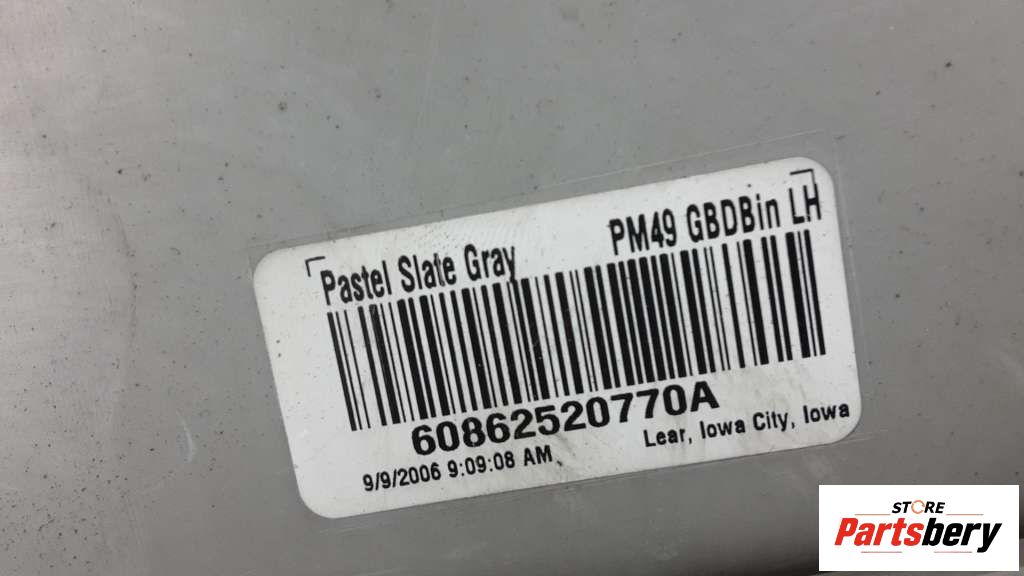 Pastel Slate Gray
PM49 GBDBin LH
60862520770A
9/9/2006 9:09:08 AM
Lear, Iowa City, Iowa
STORE
Partsbery